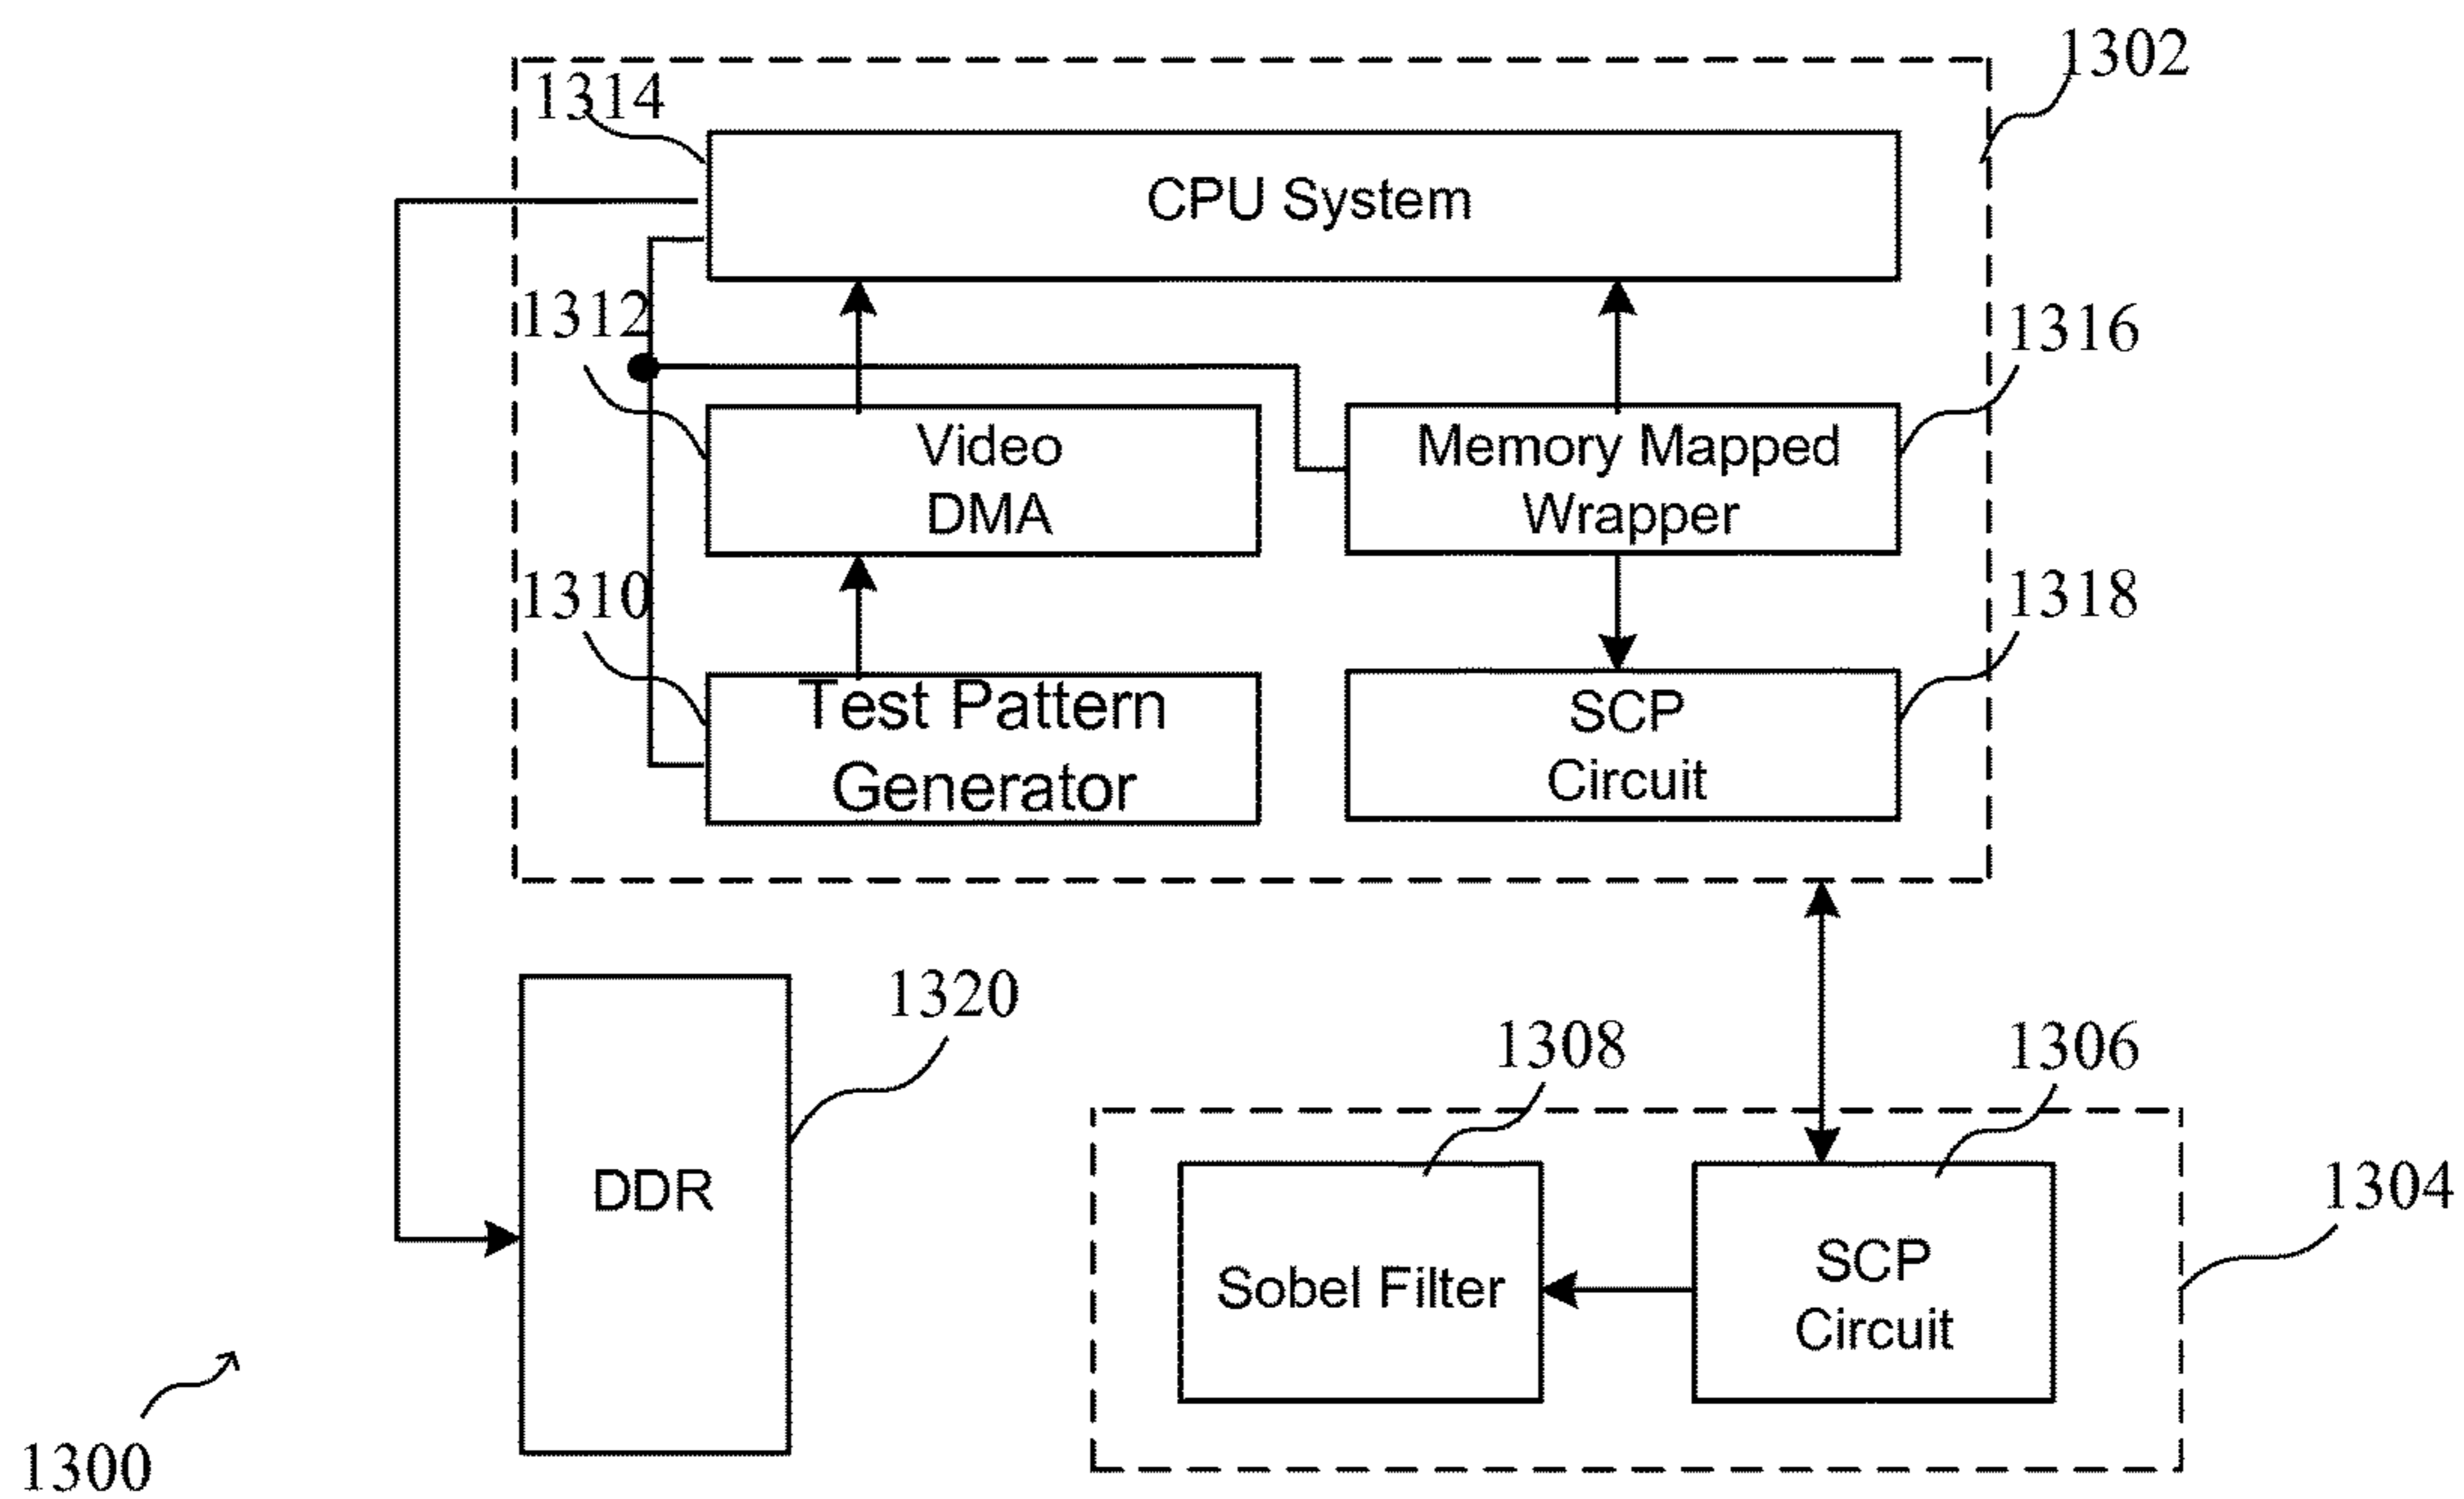 1302
1314
CPU System
1312
1316
Video
DMA
Memory Mapped
Wrapper
1310
1318
Test Pattern
Generator
SCP
Circuit
1320
1308
1306
DDR
1304
Sobel Filter
SCP
Circuit
1300